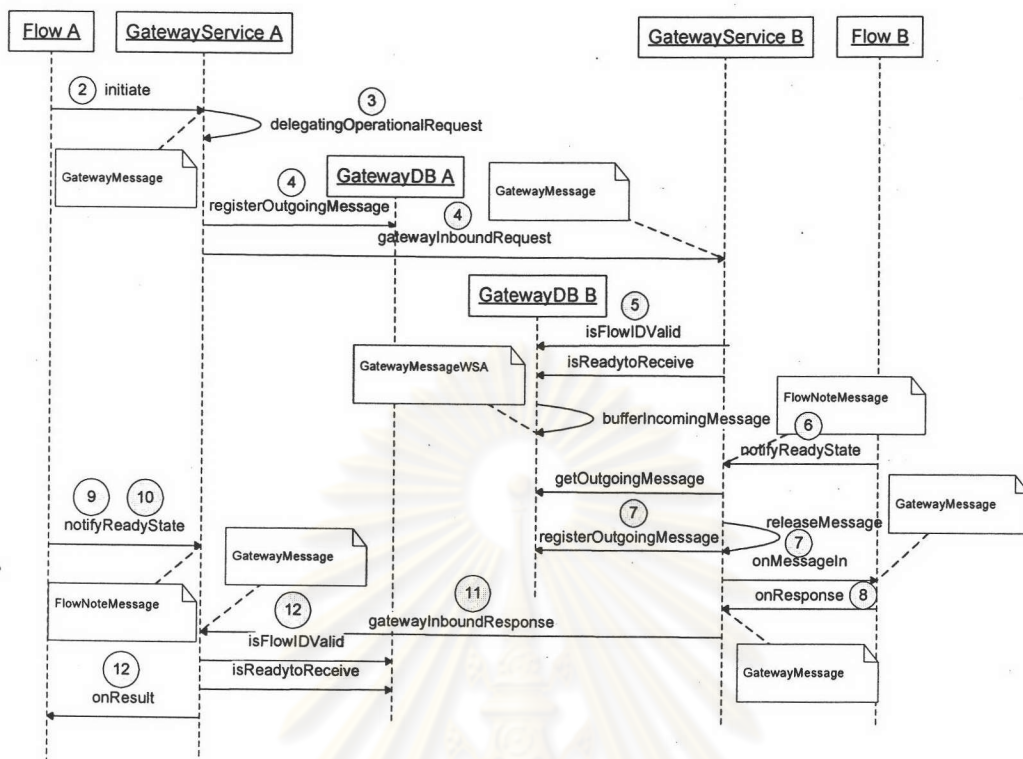 Flow A
GatewayService A
GatewayService B
Flow B
2 initiate
3
delegatingOperationalRequest
GatewayMessage
GatewayDB A
GatewayMessage
4
registerOutgoingMessage
4
gatewayInboundRequest
GatewayDB B
5
isFlowIDValid
GatewayMessageWSA
isReadytoReceive
FlowNoteMessage
bufferIncomingMessage
6
notifyReadyState
getOutgoingMessage
GatewayMessage
9 10
notifyReadyState
7
releaseMessage
registerOutgoingMessage
7
onMessageIn
GatewayMessage
onResponse 8
FlowNoteMessage
11
12
gatewayInboundResponse
isFlowIDValid
isReadytoReceive
GatewayMessage
12
onResult